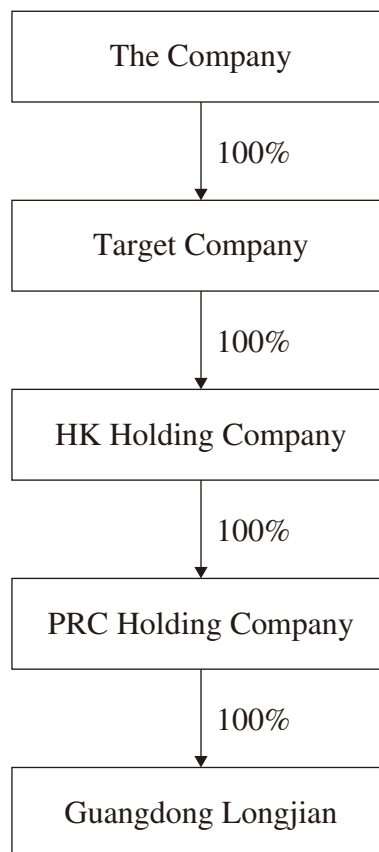 The Company
100%
Target Company
100%
HK Holding Company
100%
PRC Holding Company
100%
Guangdong Longjian